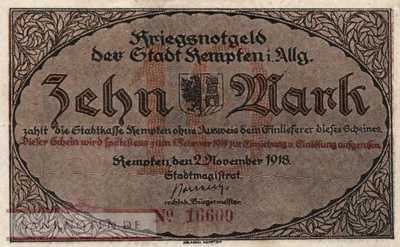 Kriegsnotgeld
der Stadt Kempten i. Allg.
Zehn Mark
zahlt die Stadtkasse Kempten ohne Ausweis dem Einlieferer dieses Scheines.
Dieser Schein wird spätestens zum 1. Februar 1919 zur Einziehung u. Einlösung aufgerufen.
Kempten, den 2. November 1918.
Stadtmagistrat.
rechtsk. Bürgermeister.
No 16600
BANKNOTEN.DE